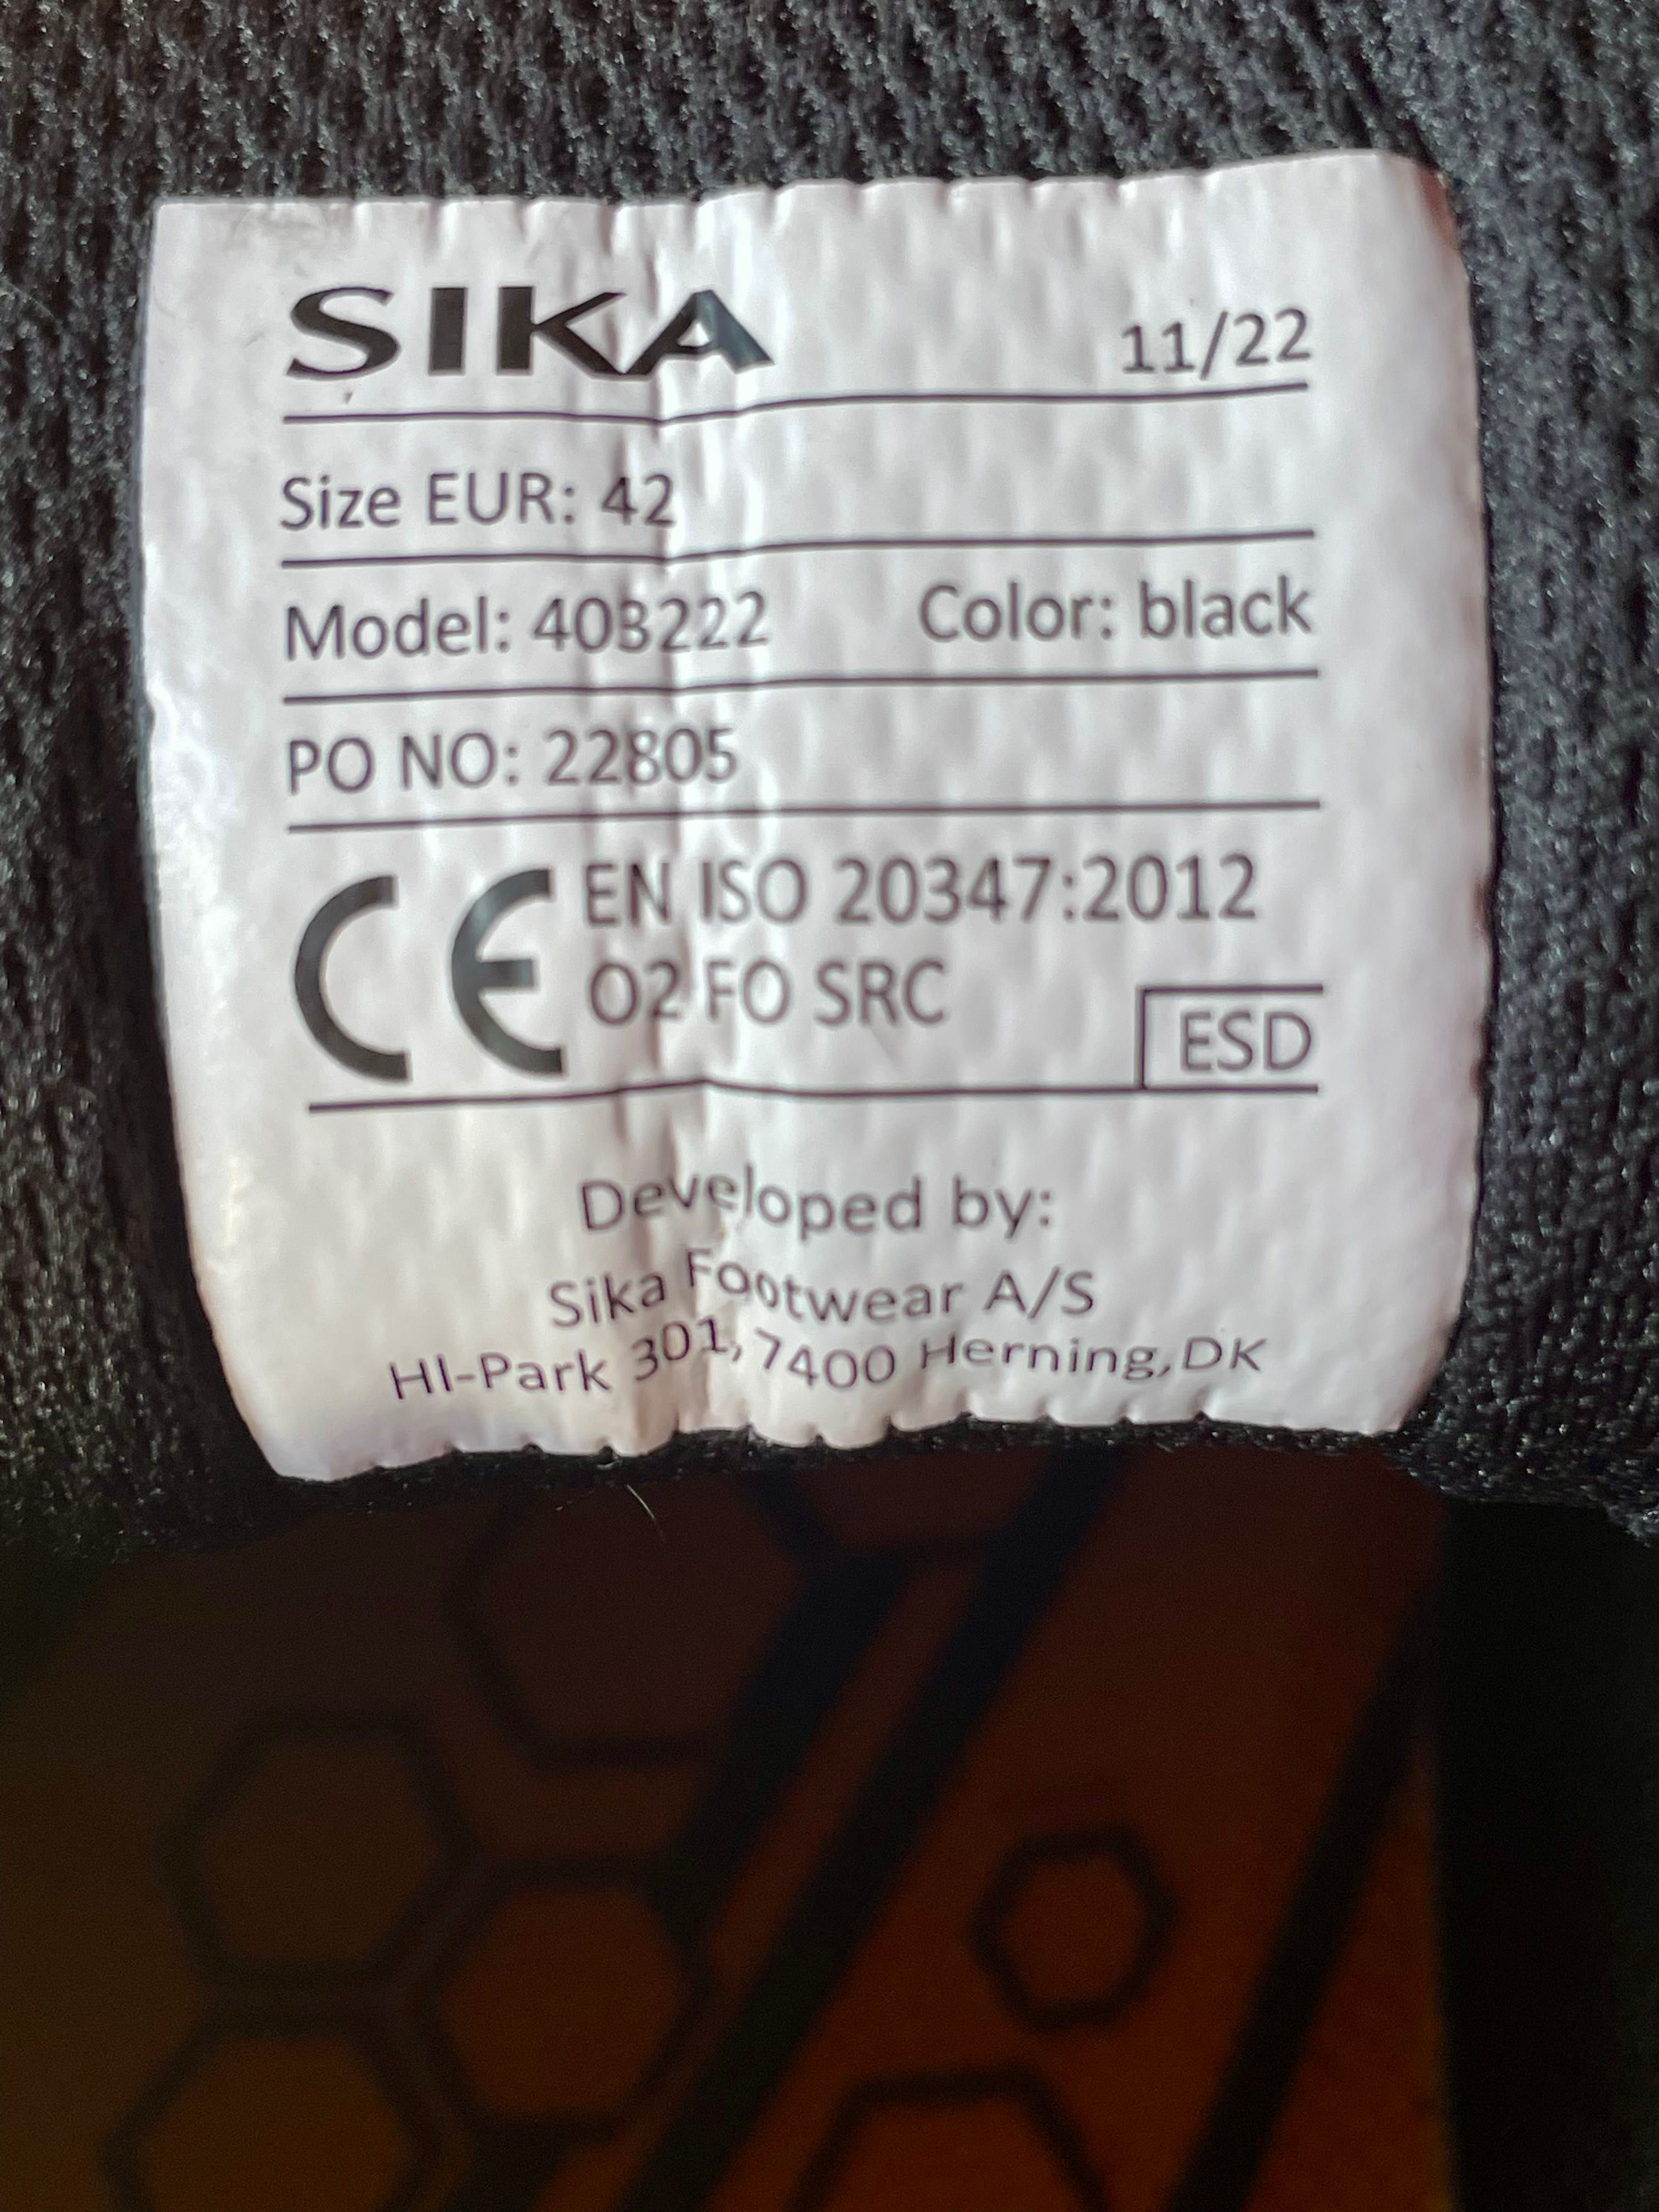 SIKA 11/22
Size EUR: 42
Model: 403222 Color: black
PO NO: 22805
CE EN ISO 20347:2012
O2 FO SRC
ESD
Developed by:
Sika Footwear A/S
HI-Park 301, 7400 Herning, DK